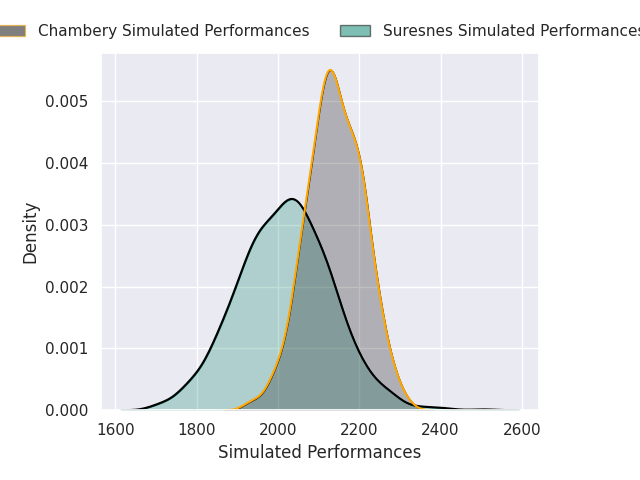 Chambery Simulated Performances Suresnes Simulated Performances
0.005
0.004
0.003
0.002
0.001
0.000
Density
1600 1800 2000 2200 2400 2600
Simulated Performances